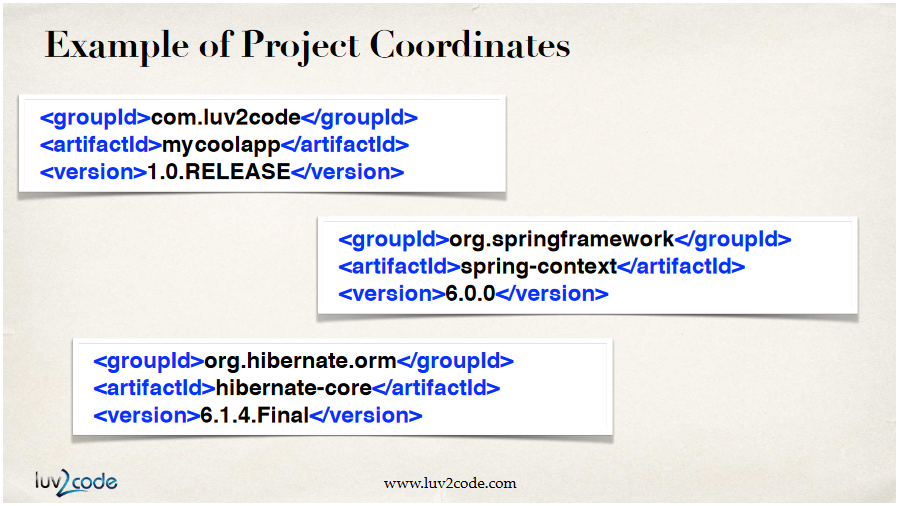 Example of Project Coordinates
<groupId>com.luv2code</groupId>
<artifactId>mycoolapp</artifactId>
<version>1.0.RELEASE</version>
<groupId>org.springframework</groupId>
<artifactId>spring-context</artifactId>
<version>6.0.0</version>
<groupId>org.hibernate.orm</groupId>
<artifactId>hibernate-core</artifactId>
<version>6.1.4.Final</version>
luv2code
www.luv2code.com